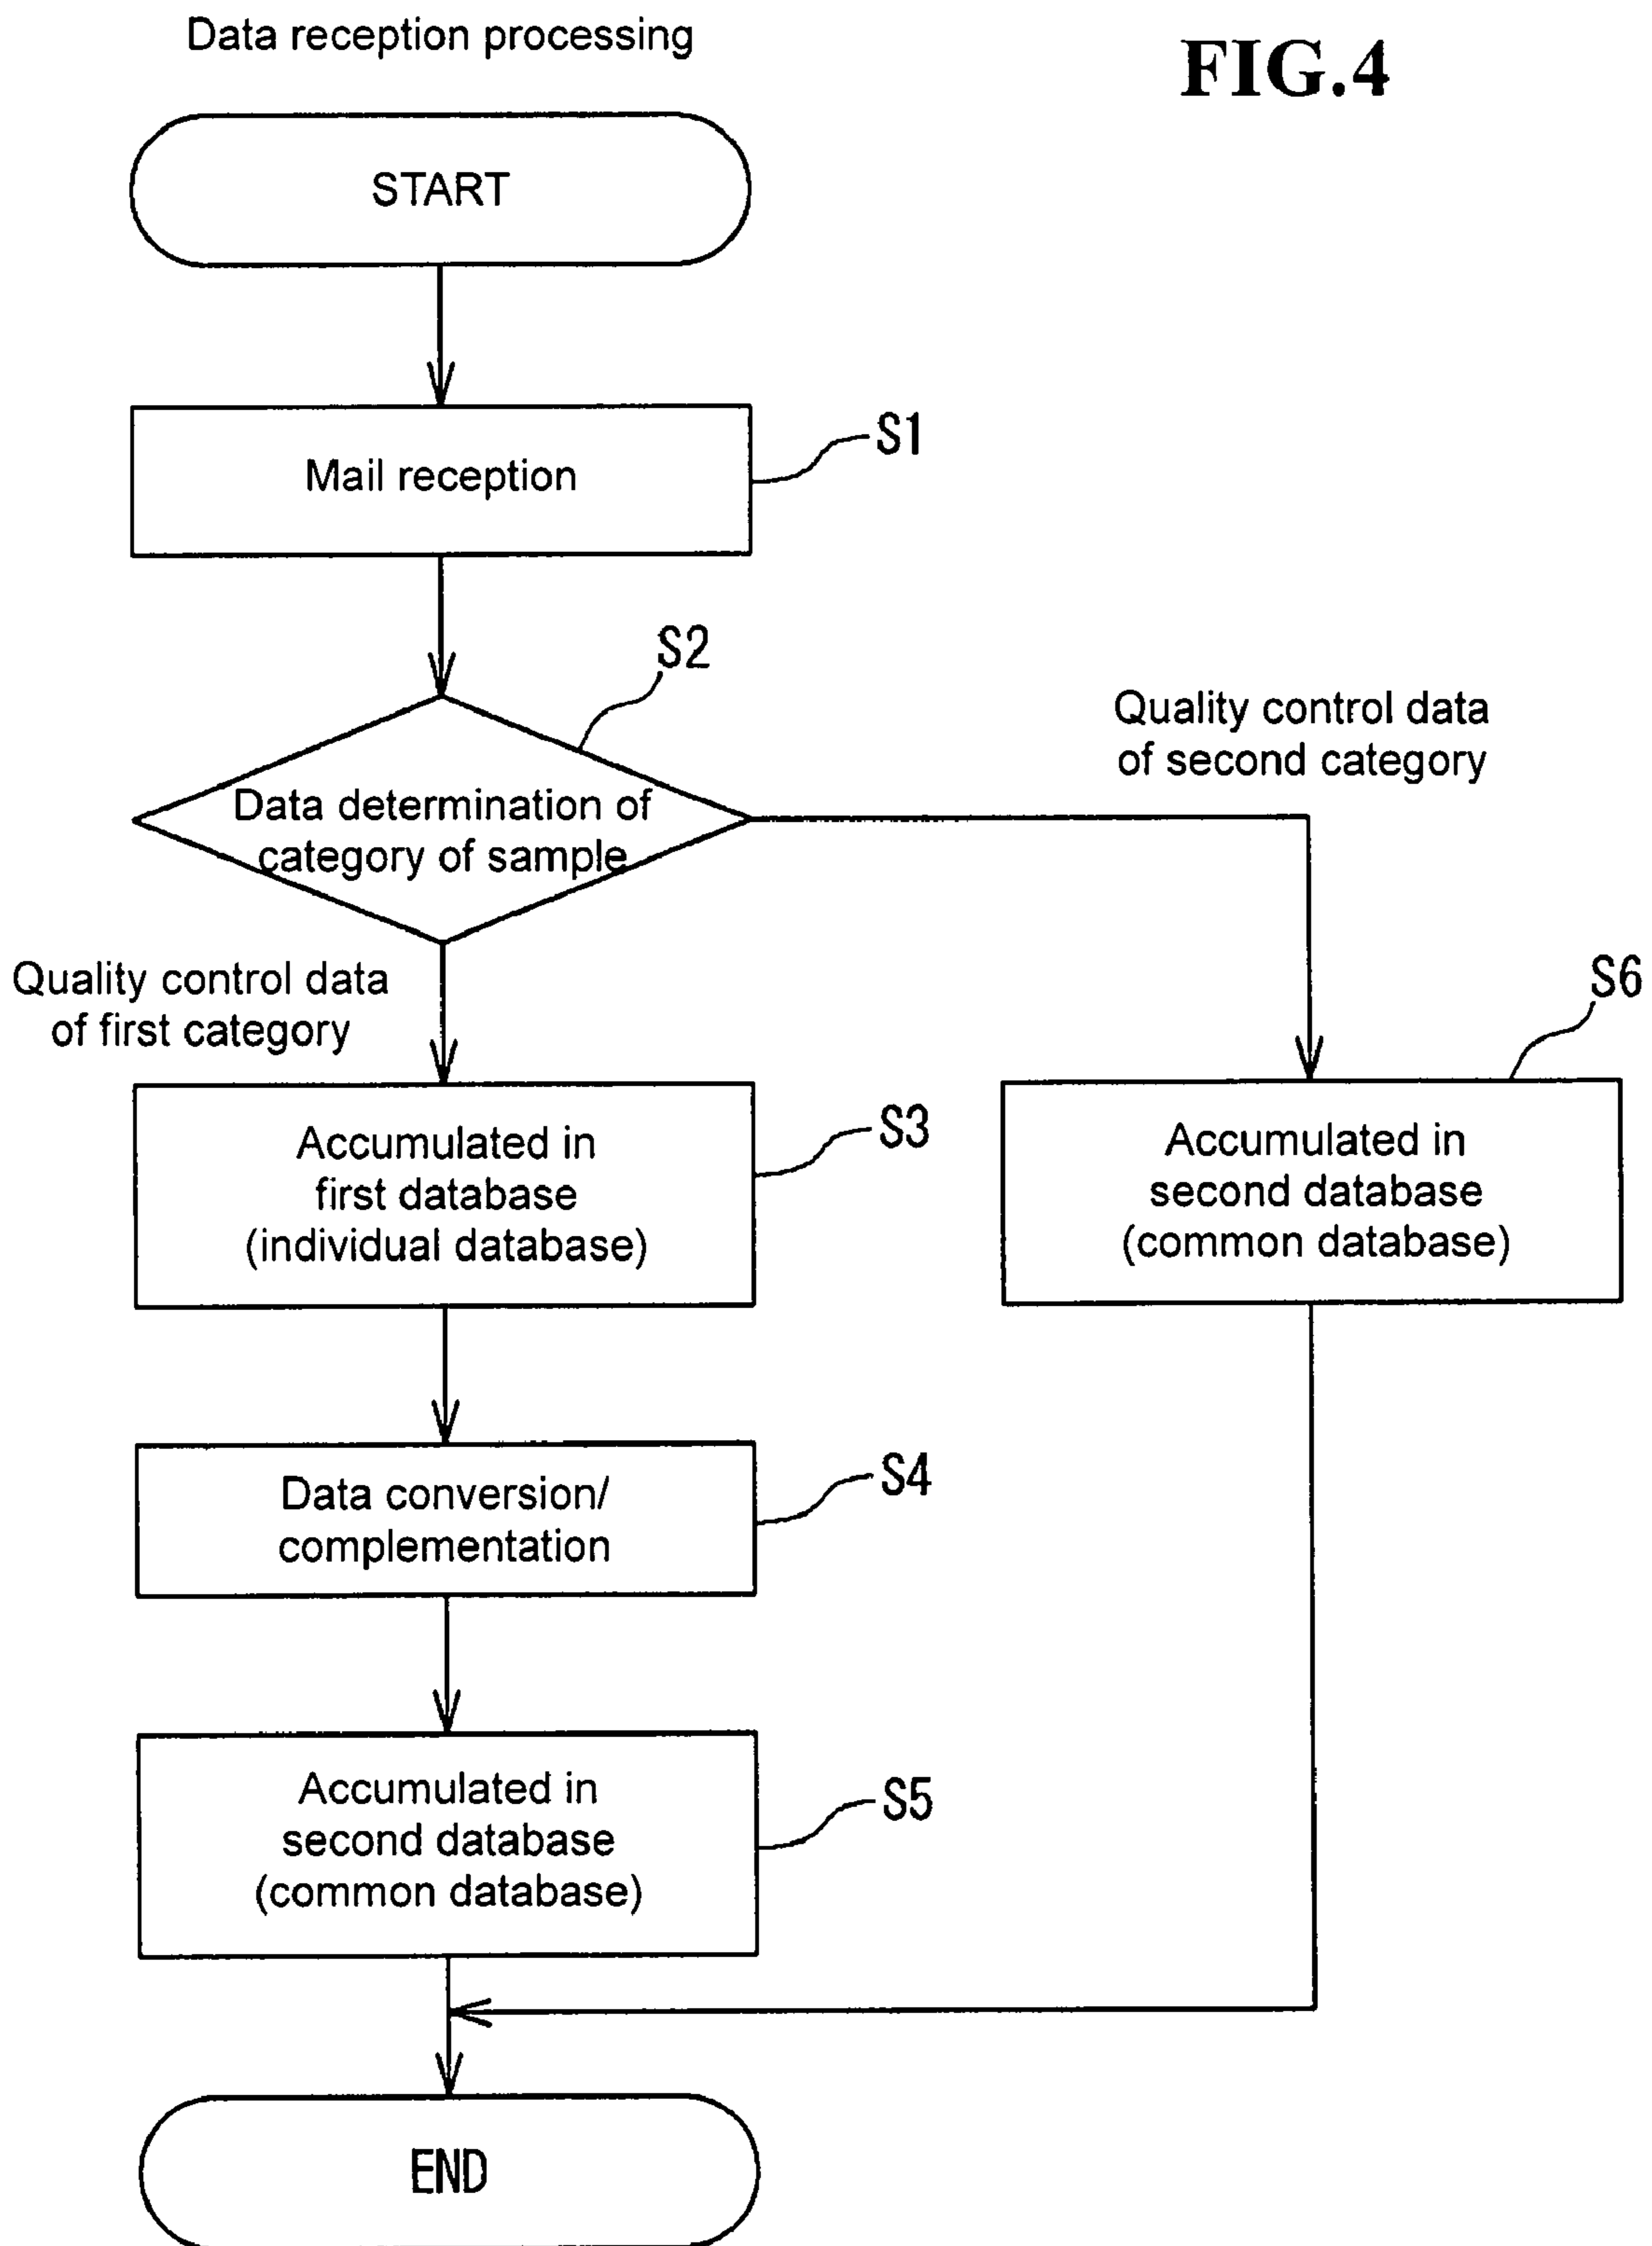 Data reception processing
FIG.4
START
Mail reception
S1
S2
Data determination of
category of sample
Quality control data
of second category
Quality control data
of first category
S6
Accumulated in
first database
(individual database)
S3
Accumulated in
second database
(common database)
Data conversion/
complementation
S4
Accumulated in
second database
(common database)
S5
END